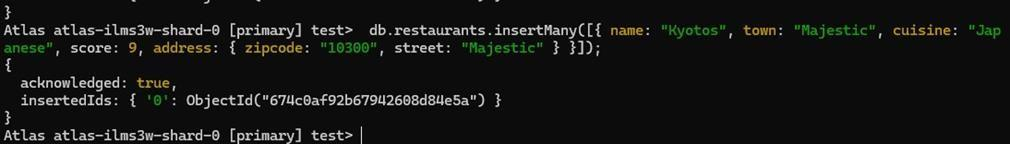 }
Atlas atlas-ilms3w-shard-0 [primary] test>  db.restaurants.insertMany([{ name: "Kyotos", town: "Majestic", cuisine: "Jap
anese", score: 9, address: { zipcode: "10300", street: "Majestic" } }]);
{
  acknowledged: true,
  insertedIds: { '0': ObjectId("674c0af92b67942608d84e5a") }
}
Atlas atlas-ilms3w-shard-0 [primary] test>